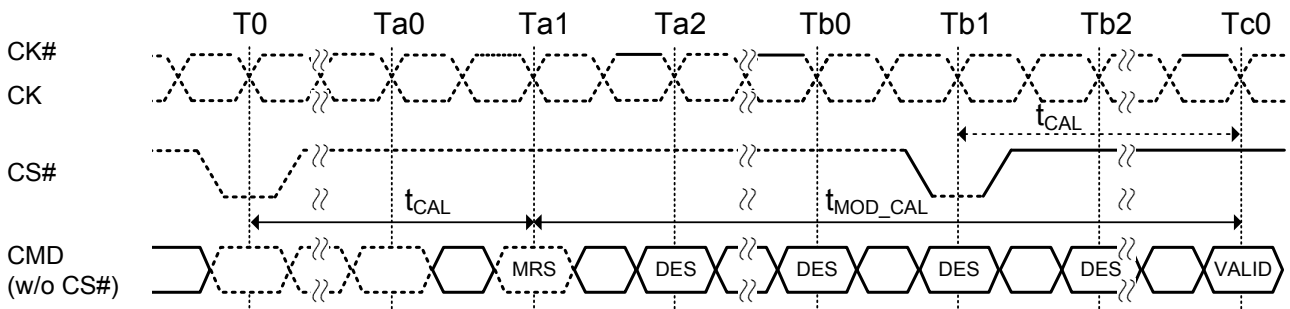 T0 Ta0 Ta1 Ta2 Tb0 Tb1 Tb2 Tc0
CK#
CK
tCAL
CS#
tCAL tMOD_CAL
CMD MRS DES DES DES DES VALID
(w/o CS#)